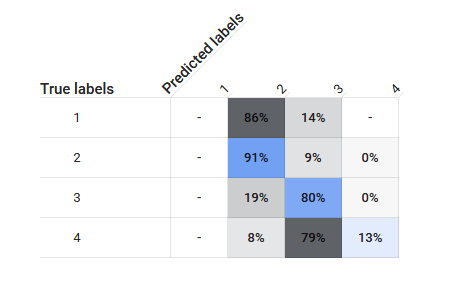 Predicted labels
True labels 1 2 3 4
1 - 86% 14% -
2 - 91% 9% 0%
3 - 19% 80% 0%
4 - 8% 79% 13%